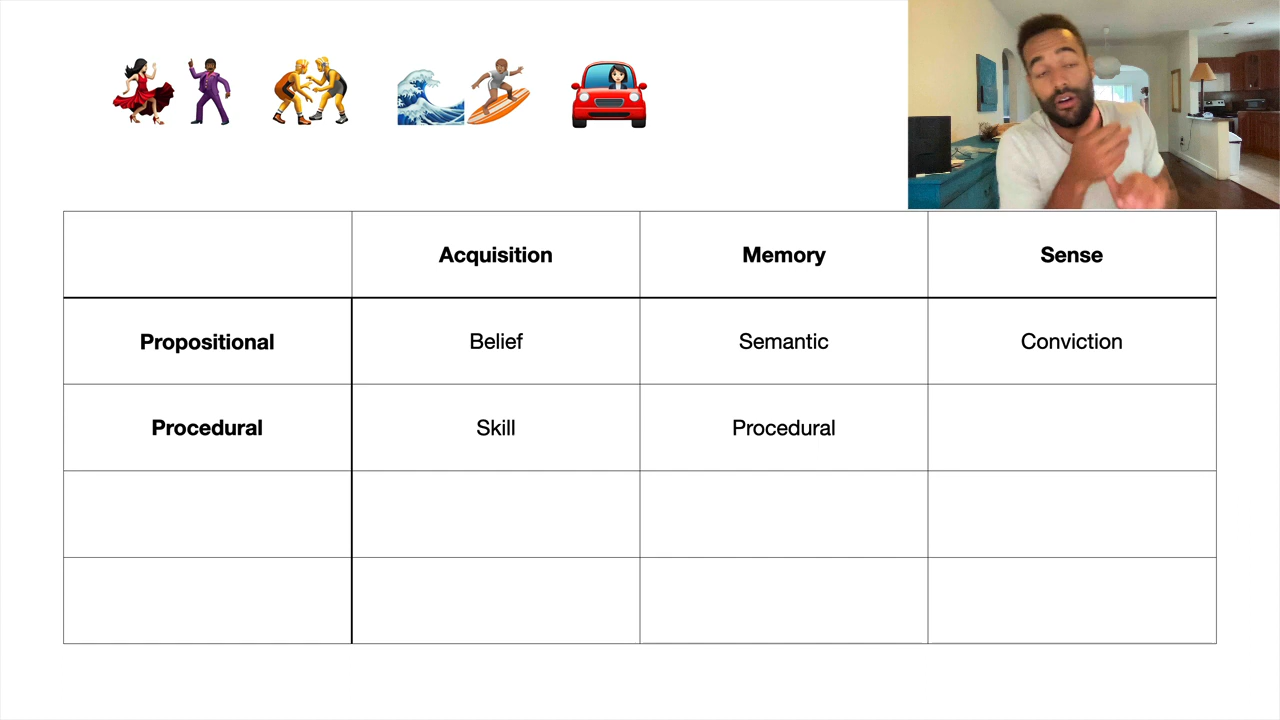 Acquisition Memory Sense
Propositional Belief Semantic Conviction
Procedural Skill Procedural